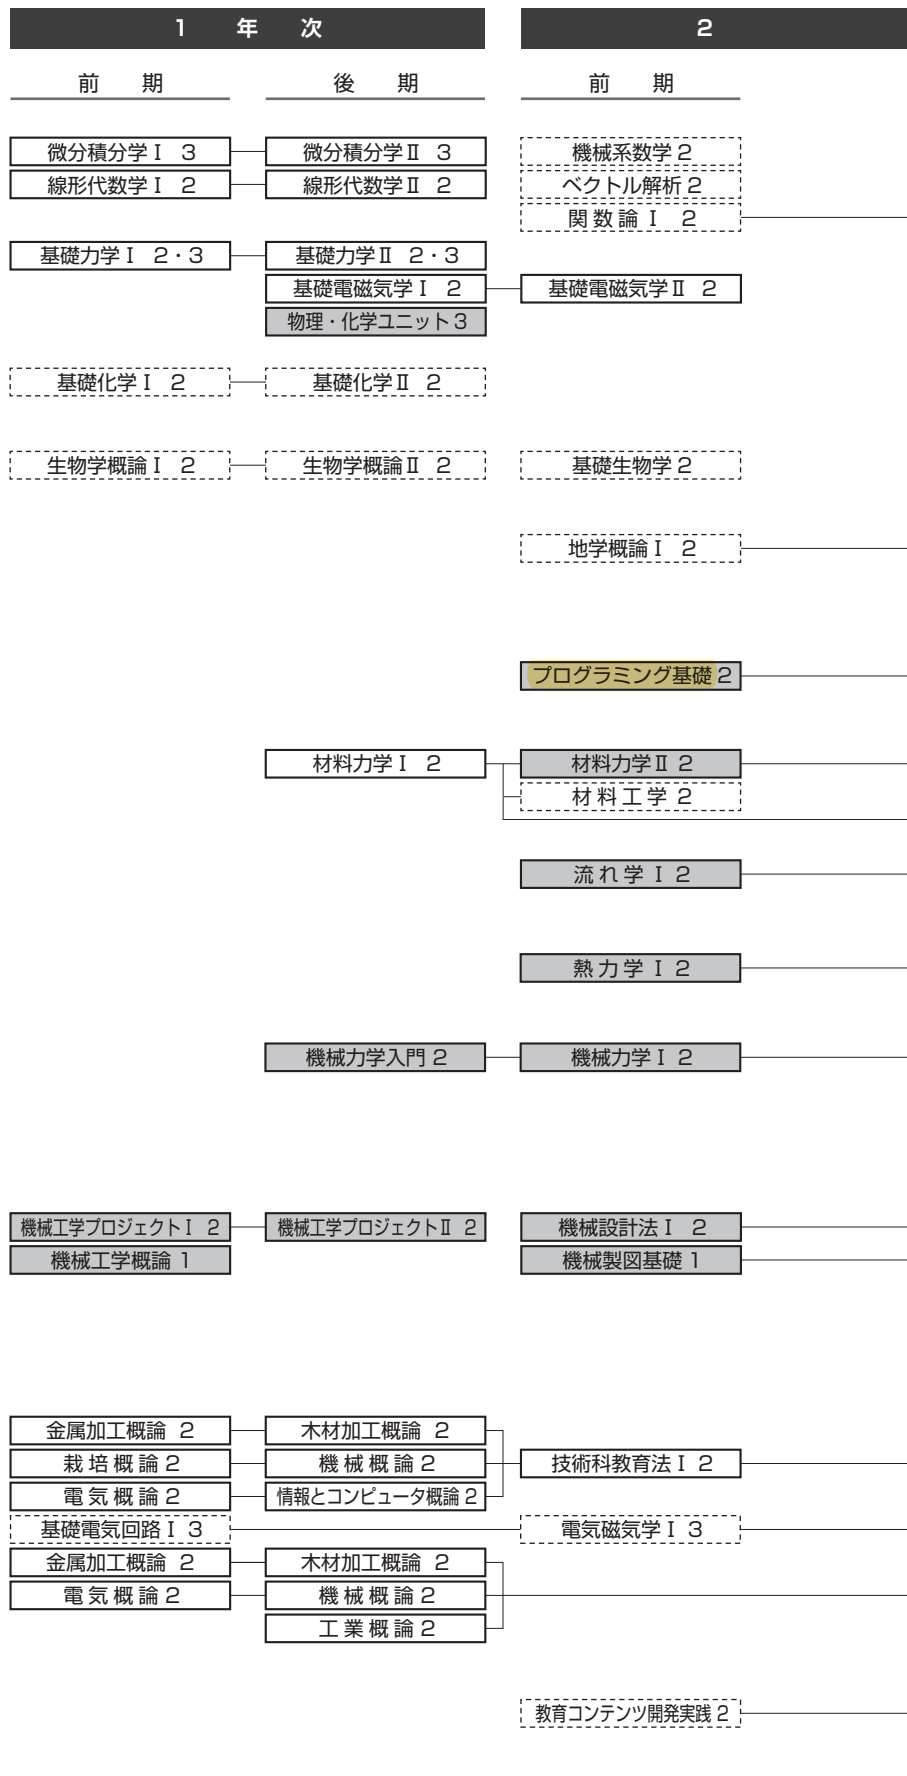 1 年 次 2
前 期 後 期 前 期
微分積分学Ⅰ 3 微分積分学Ⅱ 3 機械系数学 2
線形代数学Ⅰ 2 線形代数学Ⅱ 2 ベクトル解析 2
関数論Ⅰ 2
基礎力学Ⅰ 2・3 基礎力学Ⅱ 2・3
基礎電磁気学Ⅰ 2 基礎電磁気学Ⅱ 2
物理・化学ユニット 3
基礎化学Ⅰ 2 基礎化学Ⅱ 2
生物学概論Ⅰ 2 生物学概論Ⅱ 2 基礎生物学 2
地学概論Ⅰ 2
プログラミング基礎 2
材料力学Ⅰ 2 材料力学Ⅱ 2
材料工学 2
流れ学Ⅰ 2
熱力学Ⅰ 2
機械力学入門 2 機械力学Ⅰ 2
機械工学プロジェクトⅠ 2 機械工学プロジェクトⅡ 2 機械設計法Ⅰ 2
機械工学概論 1 機械製図基礎 1
金属加工概論 2 木材加工概論 2
栽培概論 2 機械概論 2 技術科教育法Ⅰ 2
電気概論 2 情報とコンピュータ概論 2
基礎電気回路Ⅰ 3 電気磁気学Ⅰ 3
金属加工概論 2 木材加工概論 2
電気概論 2 機械概論 2
工業概論 2
教育コンテンツ開発実践 2